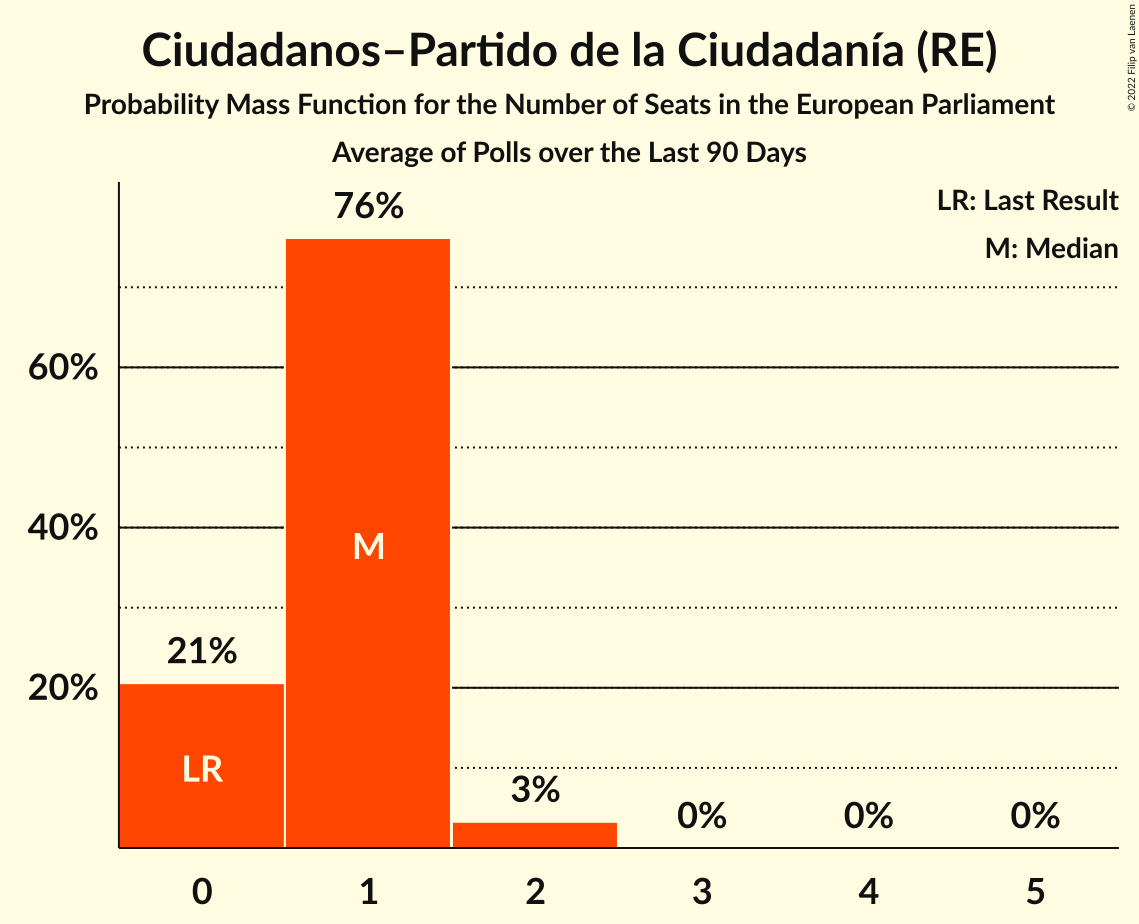 Ciudadanos–Partido de la Ciudadanía (RE)
Probability Mass Function for the Number of Seats in the European Parliament
Average of Polls over the Last 90 Days
© 2022 Filip van Laenen
LR: Last Result
M: Median
76%
60%
40%
M
21%
20%
LR
3%
0%
0%
0%
0
1
2
3
4
5